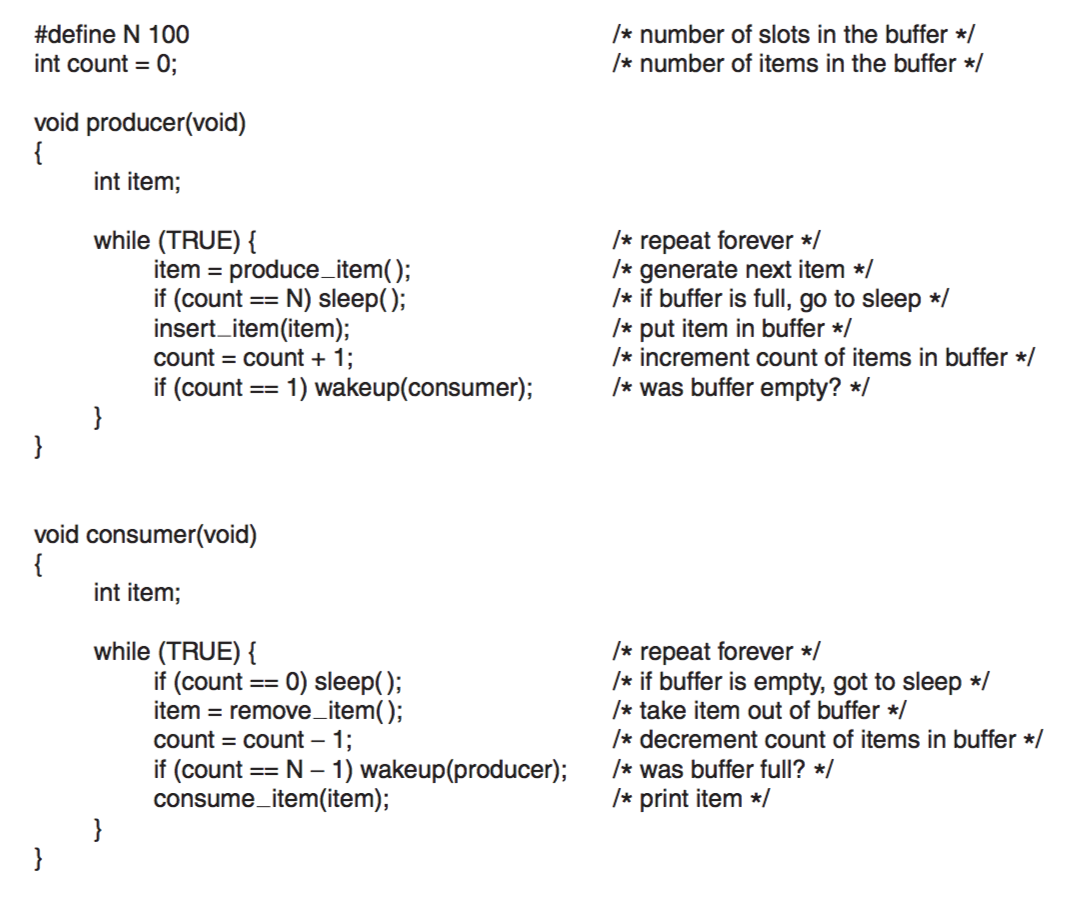 #define N 100 /* number of slots in the buffer */
int count = 0; /* number of items in the buffer */
void producer(void)
{
int item;
while (TRUE) { /* repeat forever */
item = produce_item( ); /* generate next item */
if (count == N) sleep( ); /* if buffer is full, go to sleep */
insert_item(item); /* put item in buffer */
count = count + 1; /* increment count of items in buffer */
if (count == 1) wakeup(consumer); /* was buffer empty? */
}
}
void consumer(void)
{
int item;
while (TRUE) { /* repeat forever */
if (count == 0) sleep( ); /* if buffer is empty, got to sleep */
item = remove_item( ); /* take item out of buffer */
count = count – 1; /* decrement count of items in buffer */
if (count == N – 1) wakeup(producer); /* was buffer full? */
consume_item(item); /* print item */
}
}